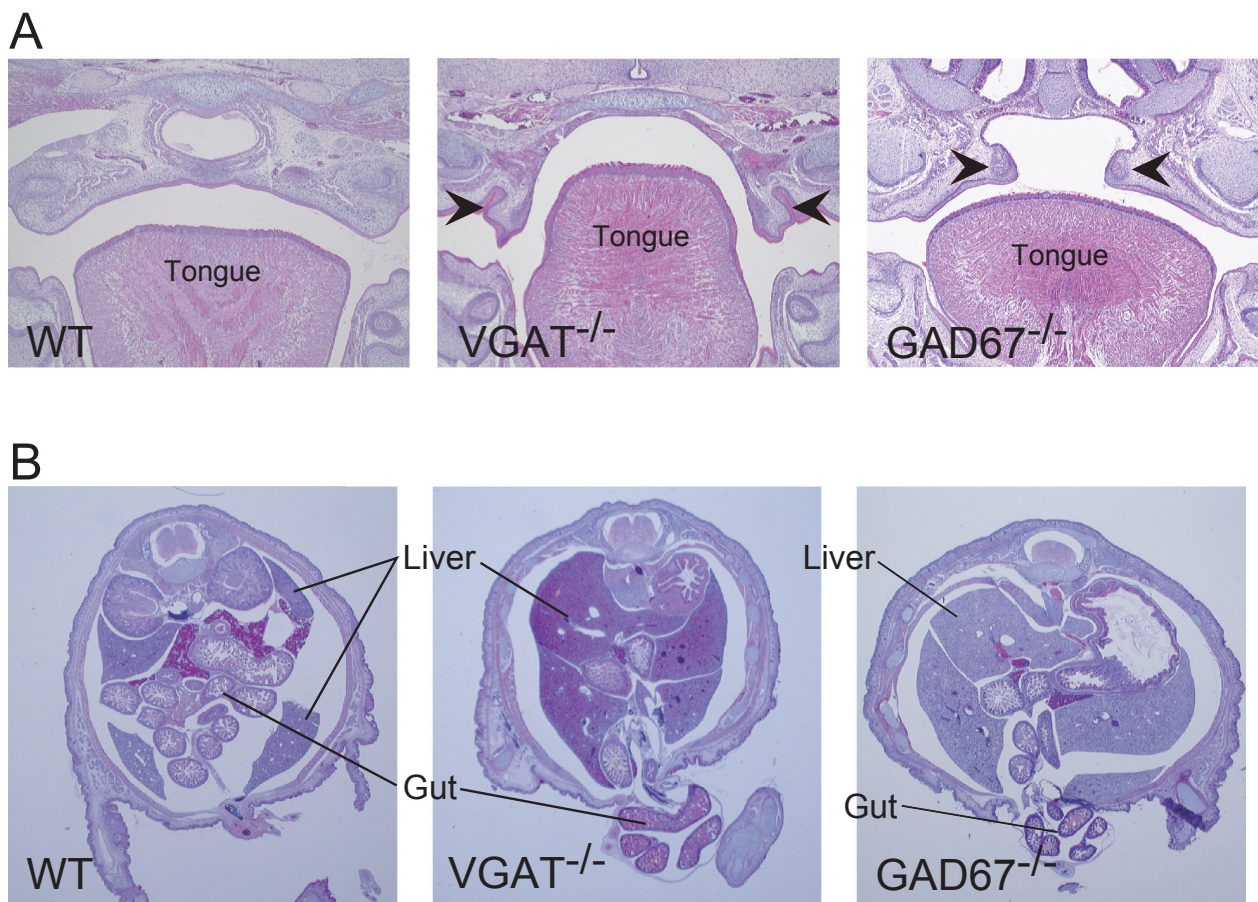 A
Tongue
WT
Tongue
VGAT-/-
Tongue
GAD67-/-
B
Liver
Gut
WT
VGAT-/-
Liver
Gut
GAD67-/-